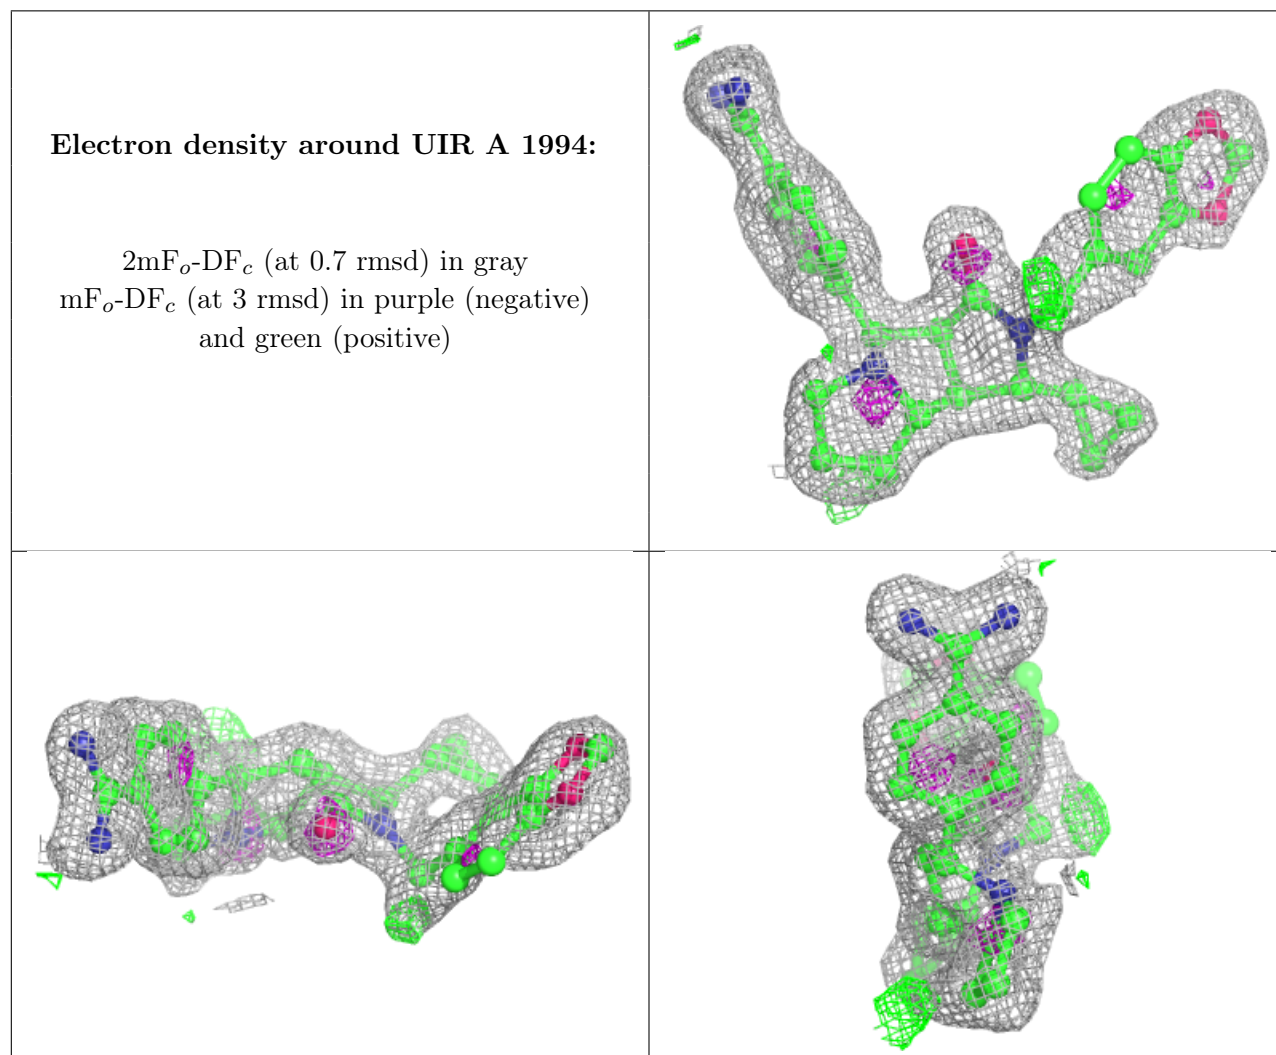 Electron density around UIR A 1994:
2mFo-DFc (at 0.7 rmsd) in gray
mFo-DFc (at 3 rmsd) in purple (negative)
and green (positive)